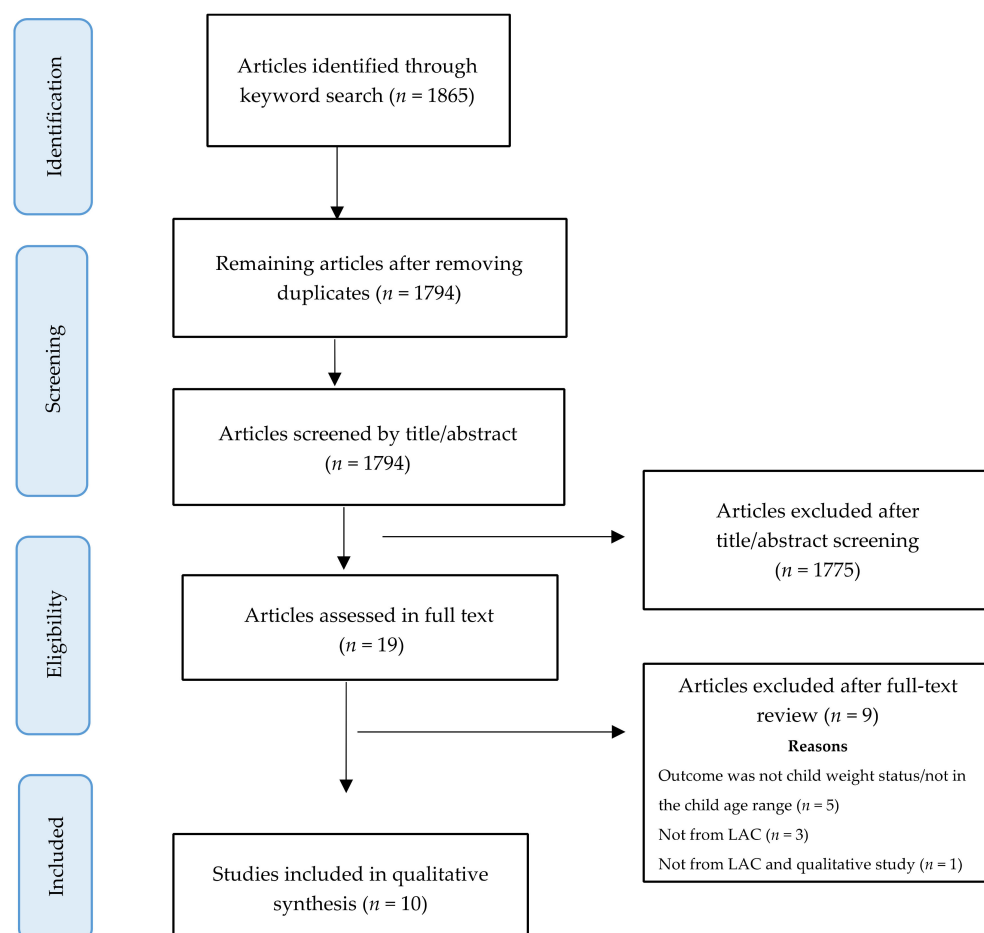 Identification
Articles identified through
keyword search (n = 1865)
Remaining articles after removing
duplicates (n = 1794)
Screening
Articles screened by title/abstract
(n = 1794)
Articles excluded after
title/abstract screening
(n = 1775)
Eligibility
Articles assessed in full text
(n = 19)
Articles excluded after full-text
review (n = 9)
Reasons
Outcome was not child weight status/not in
the child age range (n = 5)
Not from LAC (n = 3)
Not from LAC and qualitative study (n = 1)
Included
Studies included in qualitative
synthesis (n = 10)